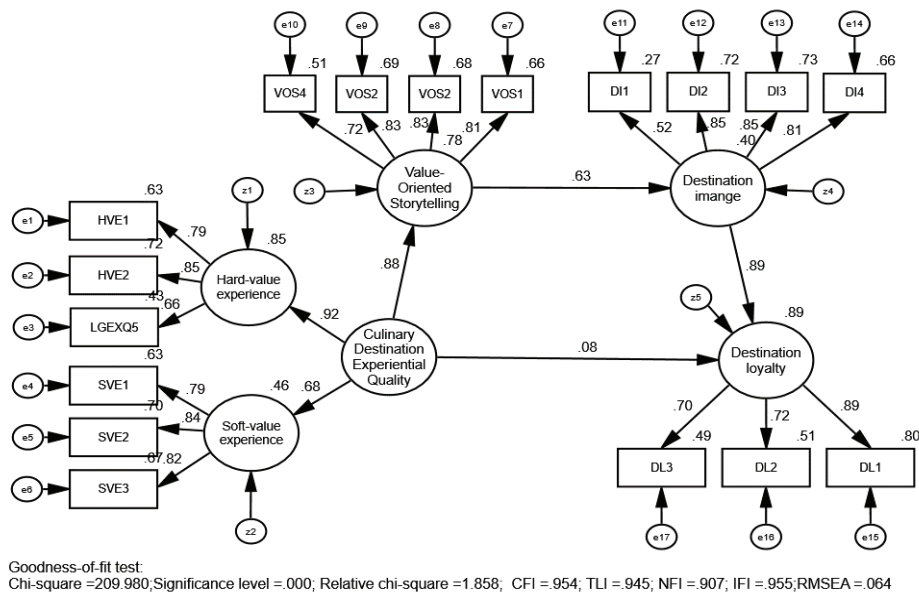 e10 e9 e8 e7 e11 e12 e13 e14
.51 .69 .68 .66 .27 .72 .73 .66
VOS4 VOS2 VOS2 VOS1 DI1 DI2 DI3 DI4
.72 .83 .83 .81 .52 .85 .85 .81
.78 .40
z1 z3 Value-
Oriented
Storytelling
.63
Destination
imange
z4
.63
e1 HVE1 .79
.72 .85
e2 HVE2 .85
Hard-value
experience
.43 .66
e3 LGEXQ5
.92
.88
.89
z5
.89
Culinary
Destination
Experiential
Quality
.08
Destination
loyalty
.63
e4 SVE1 .79
.46 .68
.70 .84
e5 SVE2
Soft-value
experience
.67 .82
e6 SVE3
z2
.70 .72 .89
.49 .51 .80
DL3 DL2 DL1
e17 e16 e15
Goodness-of-fit test:
Chi-square =209.980;Significance level =.000; Relative chi-square =1.858; CFI =.954; TLI =.945; NFI =.907; IFI =.955;RMSEA =.064